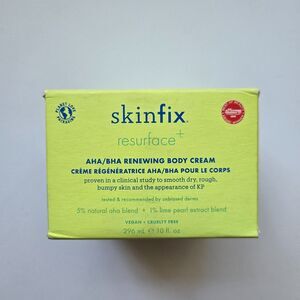 skinfix
resurface+
AHA/BHA RENEWING BODY CREAM
CRÈME RÉGÉNÉRATRICE AHA/BHA POUR LE CORPS
proven in a clinical study to smooth dry, rough,
bumpy skin and the appearance of KP
tested & recommended by unbiased derms
5% natural aha blend + 1% lime pearl extract blend
VEGAN + CRUELTY FREE
296 mL ℮ 10 fl. oz